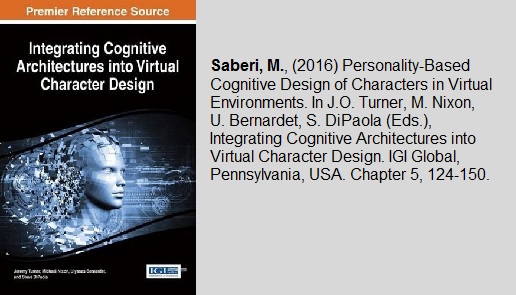 Premier Reference Source
Integrating Cognitive
Architectures into Virtual
Character Design
Jeremy Turner, Michael Nixon, Ulysses Bernardet,
and Steve DiPaola
IGI
Saberi, M., (2016) Personality-Based
Cognitive Design of Characters in Virtual
Environments. In J.O. Turner, M. Nixon,
U. Bernardet, S. DiPaola (Eds.),
Integrating Cognitive Architectures into
Virtual Character Design. IGI Global,
Pennsylvania, USA. Chapter 5, 124-150.